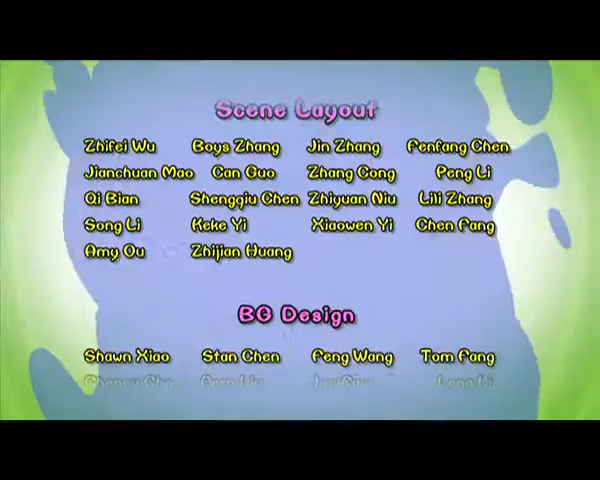 Scene Layout
Zhifei Wu Boys Zhang Jin Zhang Fenfang Chen
Jianchuan Mao Can Guo Zhang Cong Peng Li
Qi Bian Shengqiu Chen Zhiyuan Niu Lili Zhang
Song Li Keke Yi Xiaowen Yi Chen Fang
Amy Ou Zhijian Huang
BG Design
Shawn Xiao Stan Chen Feng Wang Tom Fang